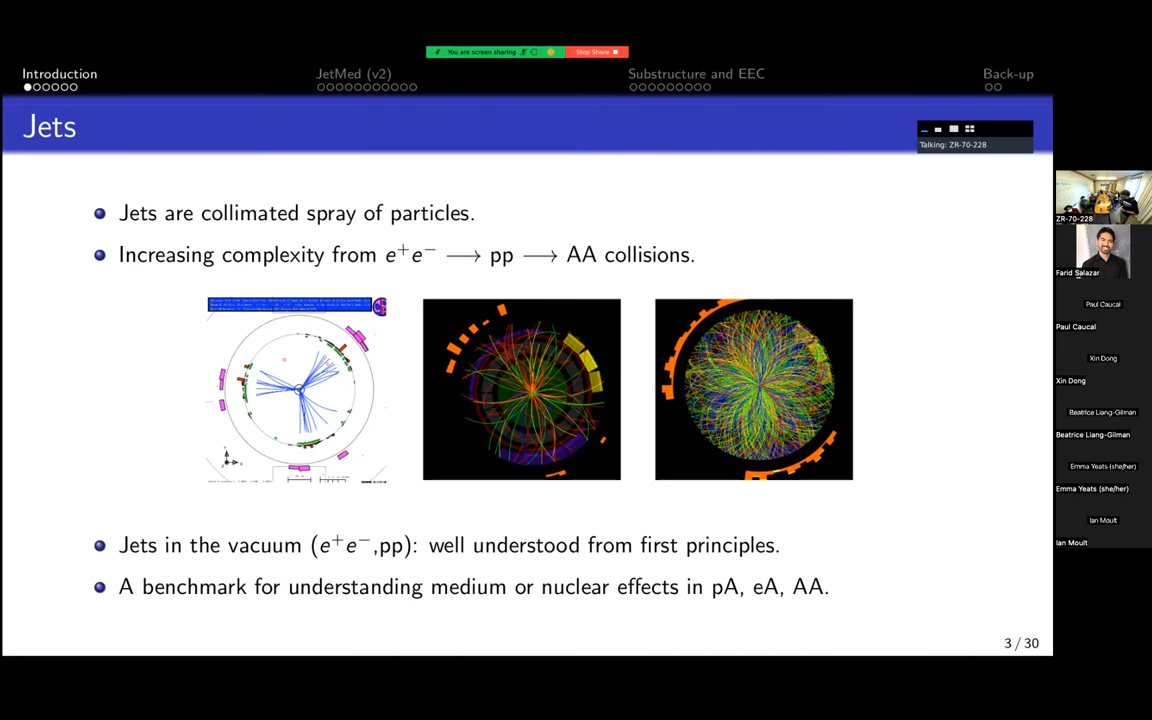 You are screen sharing
Stop Share
Introduction
JetMed (v2)
Substructure and EEC
Back-up
Jets
Talking: ZR-70-228
Jets are collimated spray of particles.
Increasing complexity from e⁺e⁻ ⟶ pp ⟶ AA collisions.
Jets in the vacuum (e⁺e⁻,pp): well understood from first principles.
A benchmark for understanding medium or nuclear effects in pA, eA, AA.
3 / 30
ZR-70-228
Farid Salazar
Paul Caucal
Paul Caucal
Xin Dong
Xin Dong
Beatrice Liang-Gilman
Beatrice Liang-Gilman
Emma Yeats (she/her)
Emma Yeats (she/her)
Ian Moult
Ian Moult